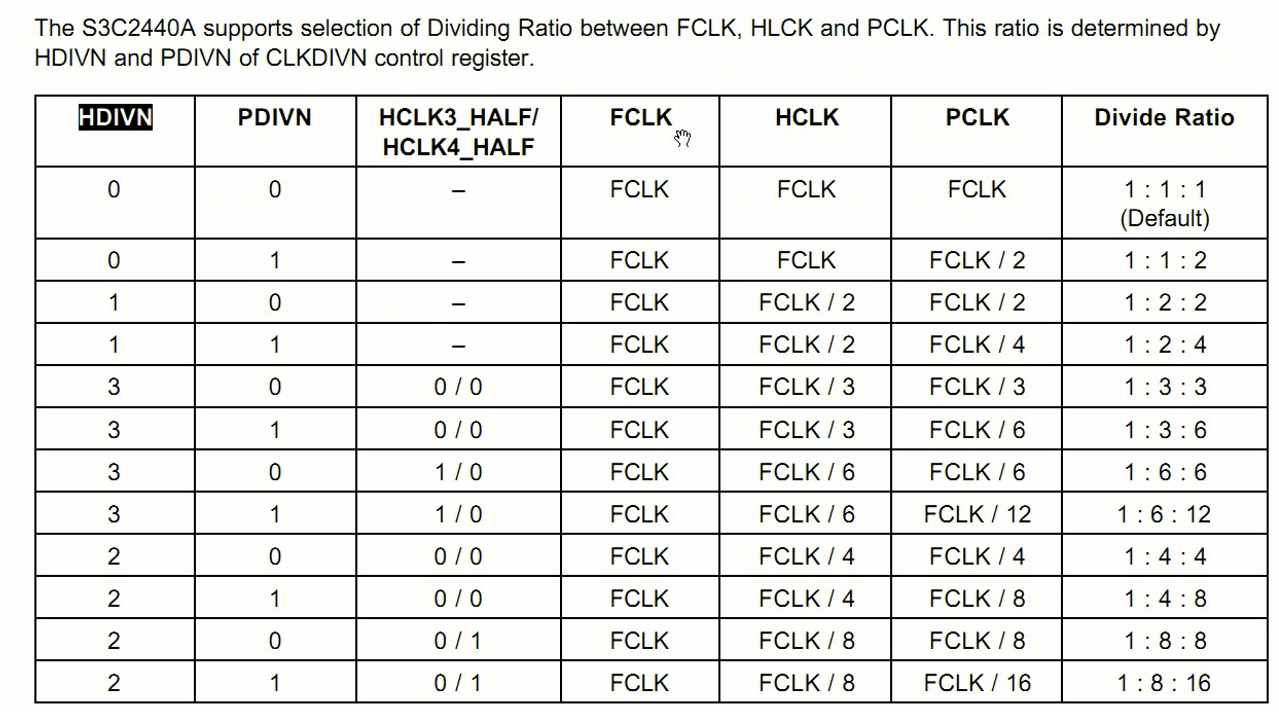 The S3C2440A supports selection of Dividing Ratio between FCLK, HLCK and PCLK. This ratio is determined by
HDIVN and PDIVN of CLKDIVN control register.
HDIVN PDIVN HCLK3_HALF/ HCLK4_HALF FCLK HCLK PCLK Divide Ratio
0 0 – FCLK FCLK FCLK 1 : 1 : 1 (Default)
0 1 – FCLK FCLK FCLK / 2 1 : 1 : 2
1 0 – FCLK FCLK / 2 FCLK / 2 1 : 2 : 2
1 1 – FCLK FCLK / 2 FCLK / 4 1 : 2 : 4
3 0 0 / 0 FCLK FCLK / 3 FCLK / 3 1 : 3 : 3
3 1 0 / 0 FCLK FCLK / 3 FCLK / 6 1 : 3 : 6
3 0 1 / 0 FCLK FCLK / 6 FCLK / 6 1 : 6 : 6
3 1 1 / 0 FCLK FCLK / 6 FCLK / 12 1 : 6 : 12
2 0 0 / 0 FCLK FCLK / 4 FCLK / 4 1 : 4 : 4
2 1 0 / 0 FCLK FCLK / 4 FCLK / 8 1 : 4 : 8
2 0 0 / 1 FCLK FCLK / 8 FCLK / 8 1 : 8 : 8
2 1 0 / 1 FCLK FCLK / 8 FCLK / 16 1 : 8 : 16